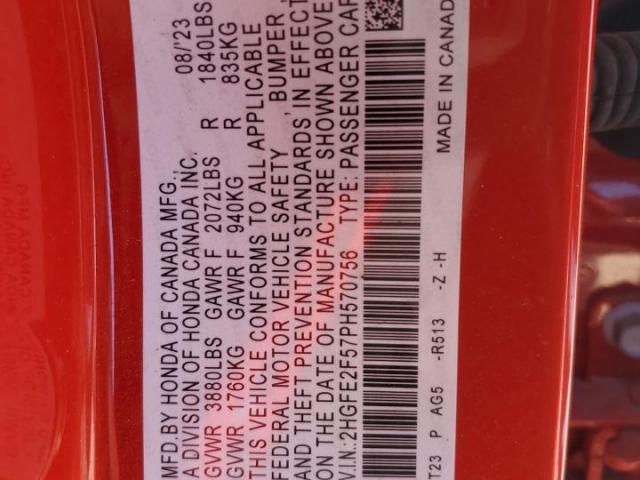 MFD.BY HONDA OF CANADA MFG., 08/'23
A DIVISION OF HONDA CANADA INC.
GVWR 3880LBS GAWR F 2072LBS R 1840LBS
GVWR 1760KG GAWR F 940KG R 835KG
THIS VEHICLE CONFORMS TO ALL APPLICABLE
FEDERAL MOTOR VEHICLE SAFETY BUMPER,
AND THEFT PREVENTION STANDARDS IN EFFECT
ON THE DATE OF MANUFACTURE SHOWN ABOVE
V.I.N.:2HGFE2F57PH570756 TYPE: PASSENGER CAR
T23 P AG5 -R513 -Z -H MADE IN CANAD